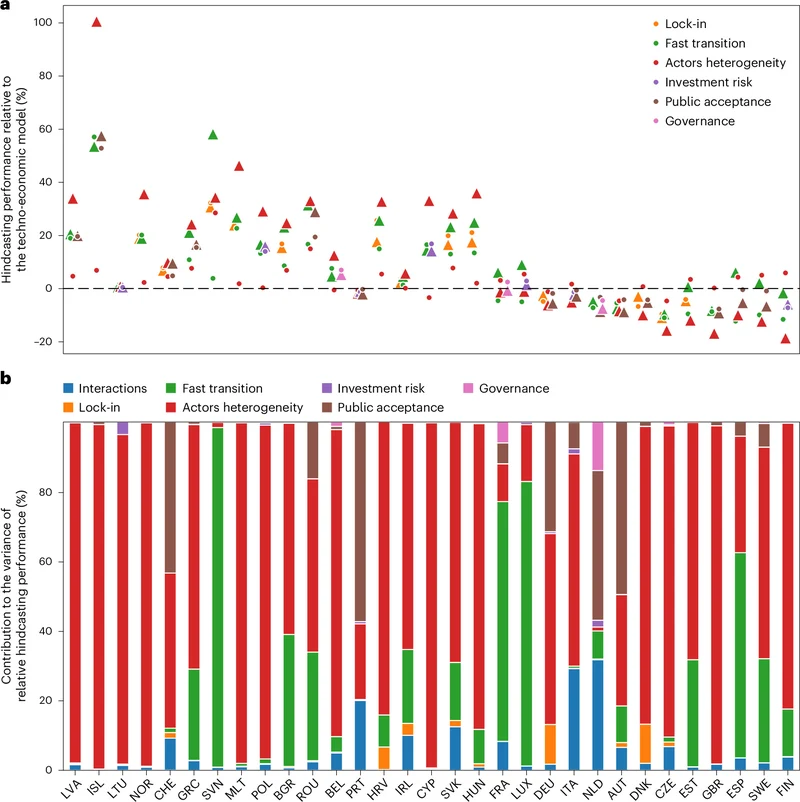 a
Hindcasting performance relative to
the techno-economic model (%)
100
80
60
40
20
0
–20
Lock-in
Fast transition
Actors heterogeneity
Investment risk
Public acceptance
Governance
b
Interactions
Fast transition
Investment risk
Governance
Lock-in
Actors heterogeneity
Public acceptance
Contribution to the variance of
relative hindcasting performance (%)
80
60
40
20
0
LVA ISL LTU NOR CHE GRC SVN MLT POL BGR ROU BEL PRT HRV IRL CYP SVK HUN FRA LUX DEU ITA NLD AUT DNK CZE EST GBR ESP SWE FIN